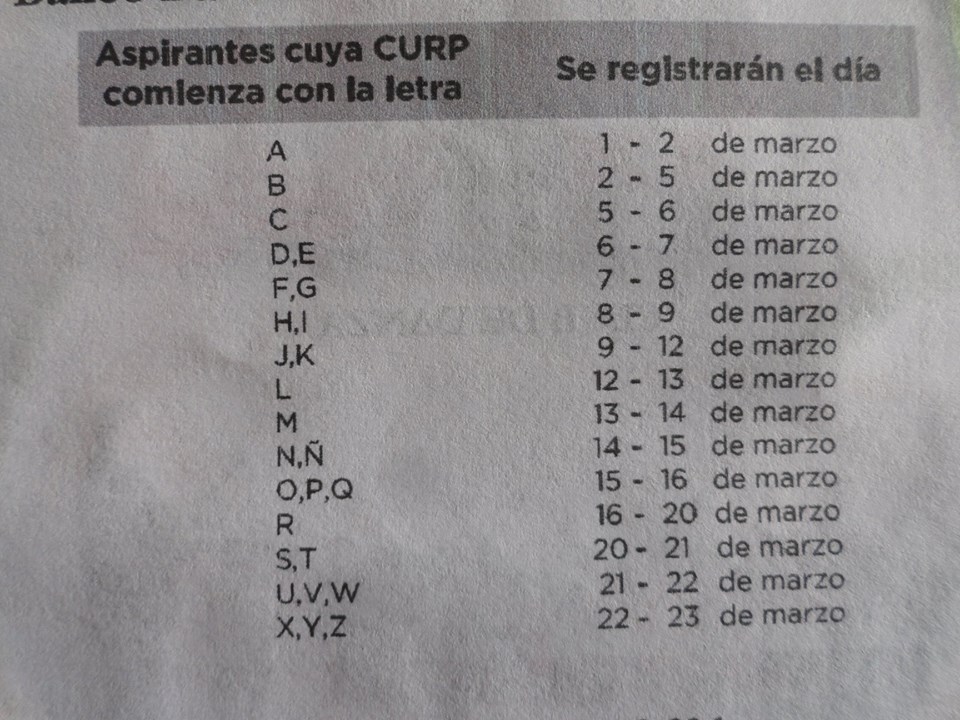 Aspirantes cuya CURP comienza con la letra Se registrarán el día
A 1 - 2 de marzo
B 2 - 5 de marzo
C 5 - 6 de marzo
D,E 6 - 7 de marzo
F,G 7 - 8 de marzo
H,I 8 - 9 de marzo
J,K 9 - 12 de marzo
L 12 - 13 de marzo
M 13 - 14 de marzo
N,Ñ 14 - 15 de marzo
O,P,Q 15 - 16 de marzo
R 16 - 20 de marzo
S,T 20 - 21 de marzo
U,V,W 21 - 22 de marzo
X,Y,Z 22 - 23 de marzo